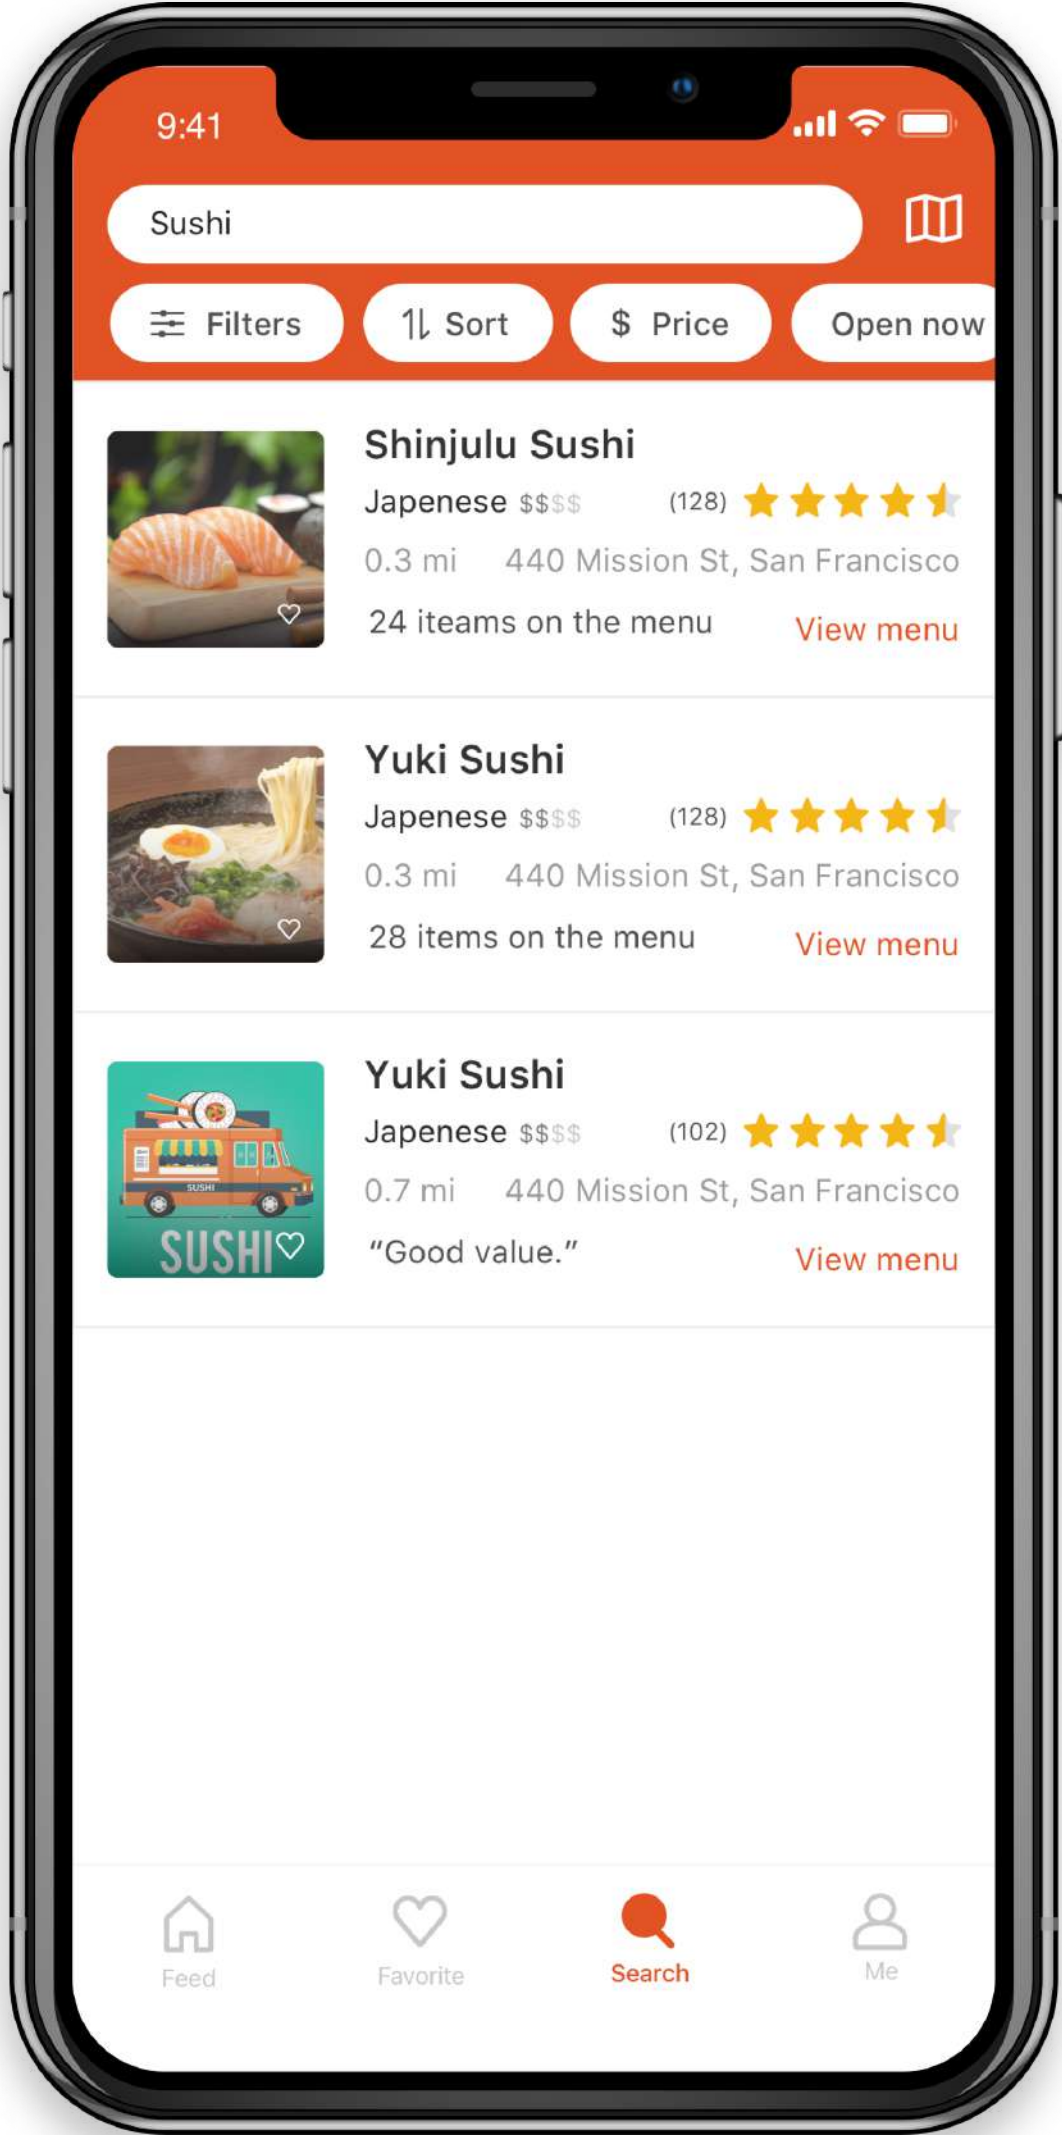 9:41
Sushi
Filters
Sort
$ Price
Open now
Shinjulu Sushi
Japenese $$$$ (128)
0.3 mi 440 Mission St, San Francisco
24 iteams on the menu View menu
Yuki Sushi
Japenese $$$$ (128)
0.3 mi 440 Mission St, San Francisco
28 items on the menu View menu
Yuki Sushi
Japenese $$$$ (102)
0.7 mi 440 Mission St, San Francisco
SUSHI
SUSHI
“Good value.” View menu
Feed
Favorite
Search
Me